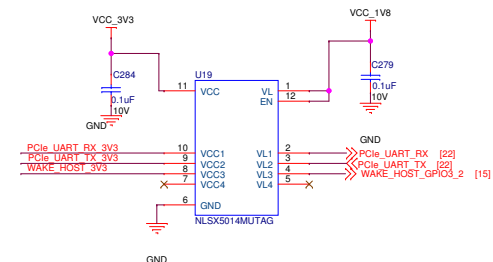 VCC_3V3
VCC_1V8
C284
0.1uF
10V
GND
U19
11
VCC
VL
1
EN
12
C279
0.1uF
10V
GND
PCIe_UART_RX_3V3
10
VCC1
VL1
2
PCIe_UART_RX [22]
PCIe_UART_TX_3V3
9
VCC2
VL2
3
PCIe_UART_TX [22]
WAKE_HOST_3V3
8
VCC3
VL3
4
WAKE_HOST_GPIO3_2 [15]
7
VCC4
VL4
5
6
GND
NLSX5014MUTAG
GND